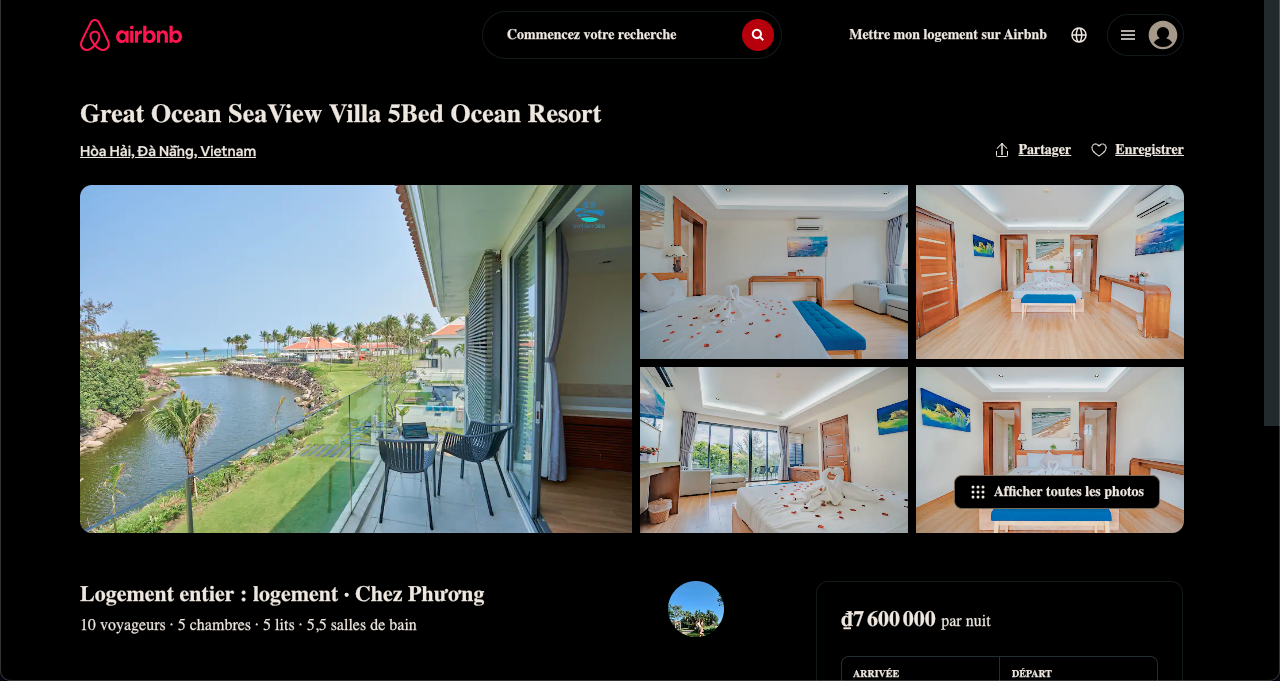 airbnb
Commencez votre recherche
Mettre mon logement sur Airbnb
Great Ocean SeaView Villa 5Bed Ocean Resort
Hòa Hải, Đà Nẵng, Vietnam
Partager
Enregistrer
Afficher toutes les photos
Logement entier : logement · Chez Phương
10 voyageurs · 5 chambres · 5 lits · 5,5 salles de bain
₫7 600 000 par nuit
ARRIVÉE
DÉPART